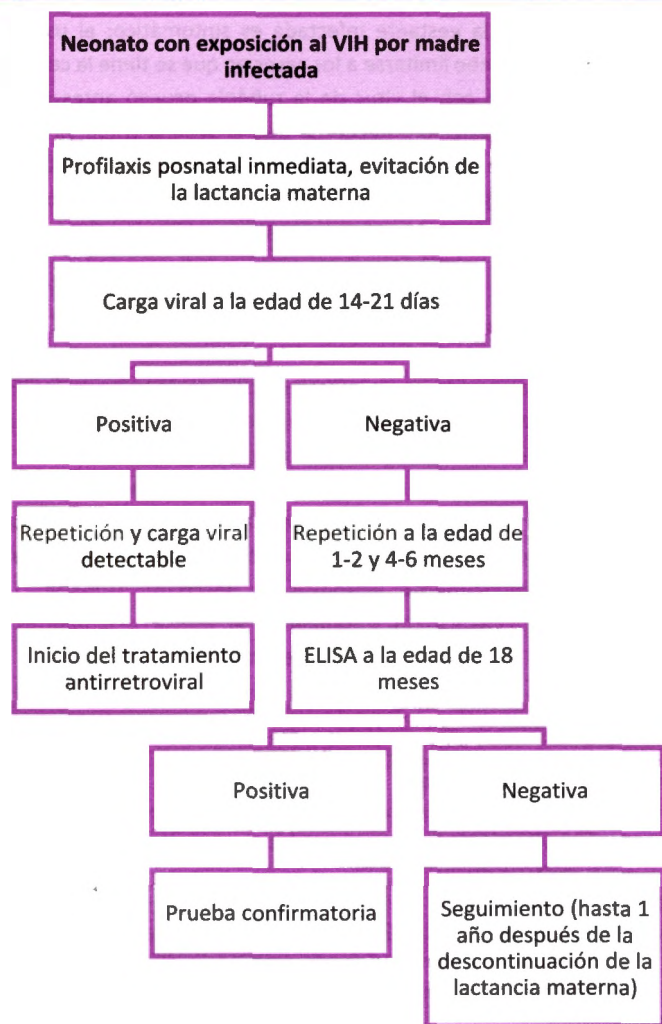 Neonato con exposición al VIH por madre
infectada
Profilaxis posnatal inmediata, evitación de
la lactancia materna
Carga viral a la edad de 14-21 días
Positiva
Negativa
Repetición y carga viral
detectable
Repetición a la edad de
1-2 y 4-6 meses
Inicio del tratamiento
antirretroviral
ELISA a la edad de 18
meses
Positiva
Negativa
Prueba confirmatoria
Seguimiento (hasta 1
año después de la
descontinuación de la
lactancia materna)